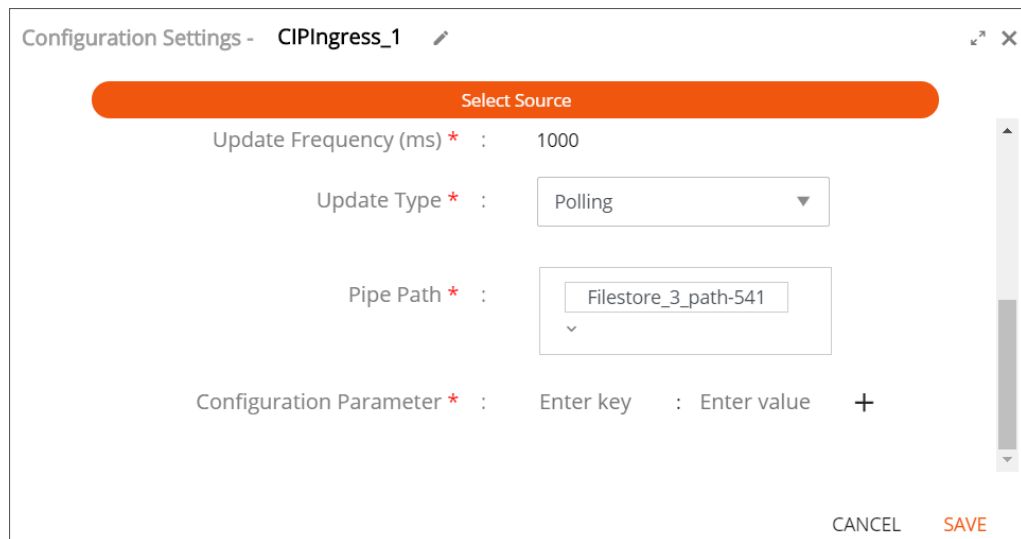 Configuration Settings - CIPIngress_1
Select Source
Update Frequency (ms) * : 1000
Update Type * : Polling
Pipe Path * : Filestore_3_path-541
Configuration Parameter * : Enter key : Enter value +
CANCEL SAVE